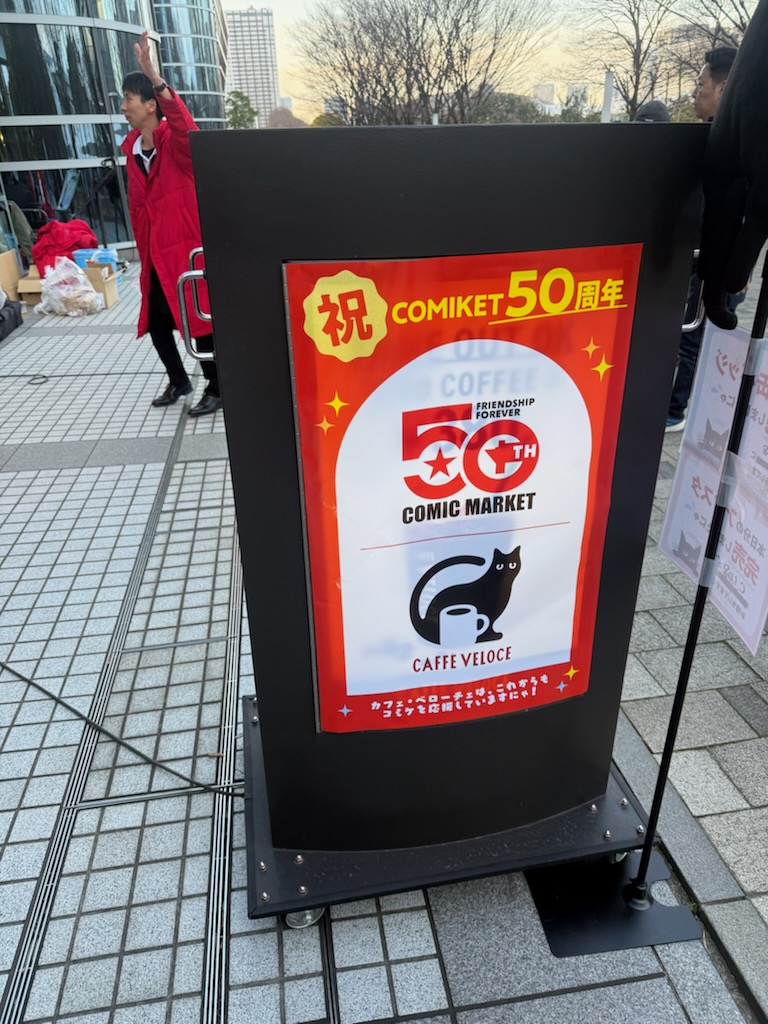 祝
COMIKET 50周年
COFFEE
FRIENDSHIP
FOREVER
50TH
COMIC MARKET
CAFFE VELOCE
カフェ・ベローチェは、これからも
コミケを応援していますにゃ!